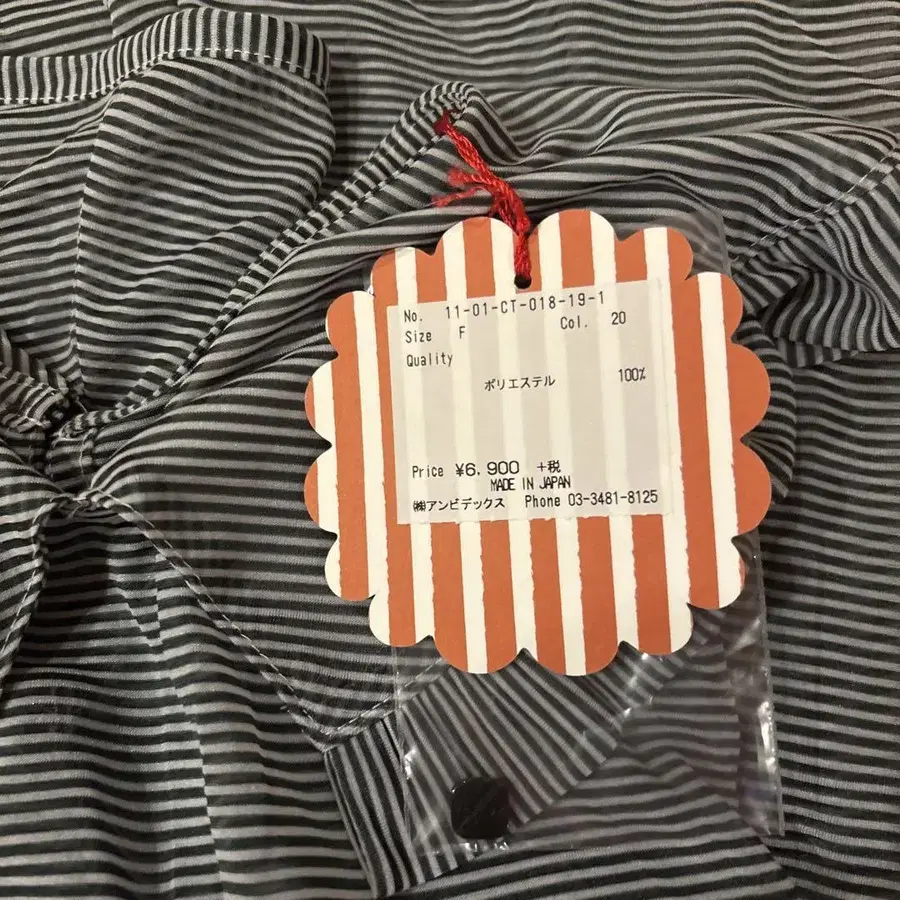 No. 11-01-CT-018-19-1
Size F Col. 20
Quality
ポリエステル 100%
Price ¥6,900 +税
MADE IN JAPAN
㈱アンビデックス Phone 03-3481-8125